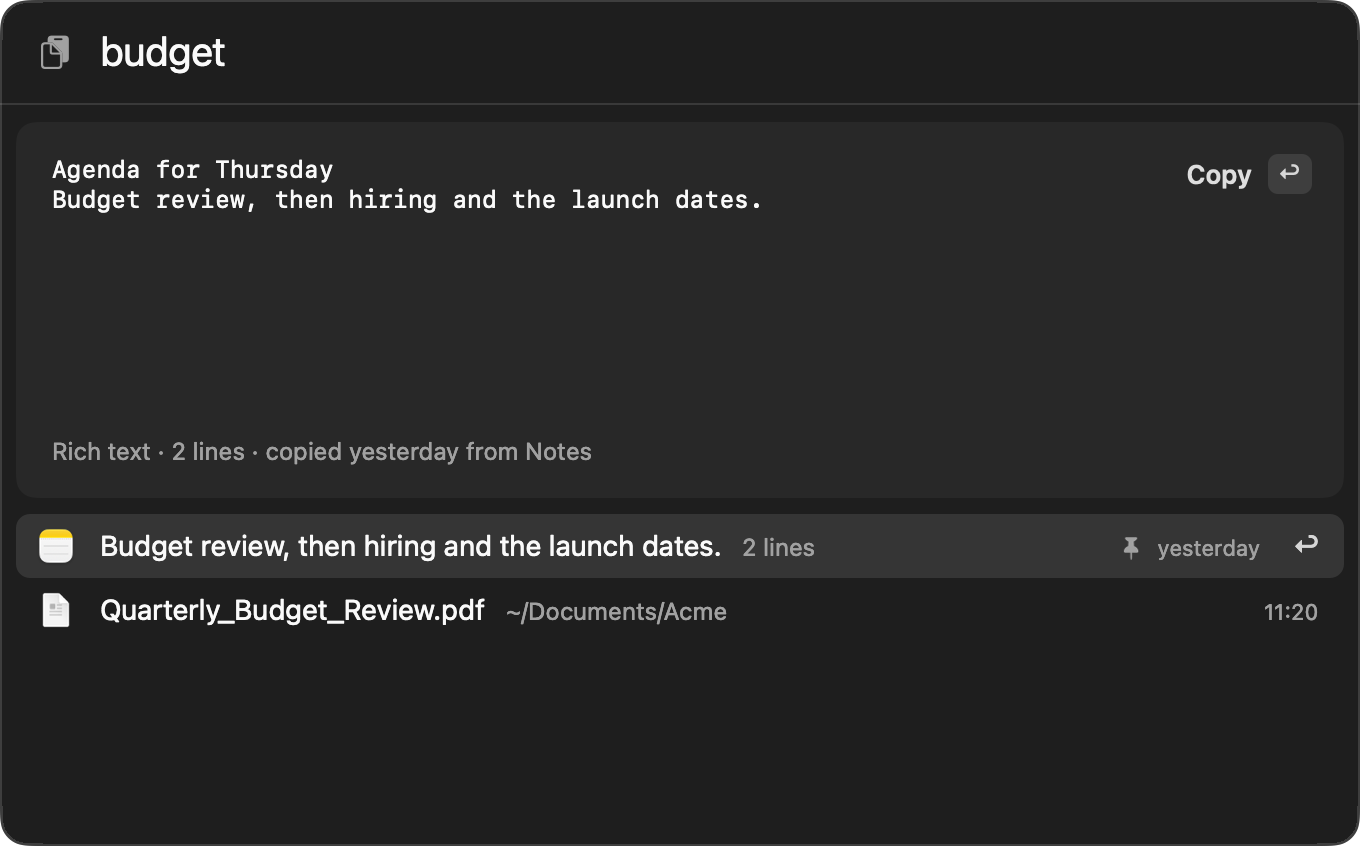 budget
Agenda for Thursday
Budget review, then hiring and the launch dates.
Copy
Rich text · 2 lines · copied yesterday from Notes
Budget review, then hiring and the launch dates. 2 lines yesterday
Quarterly_Budget_Review.pdf ~/Documents/Acme 11:20